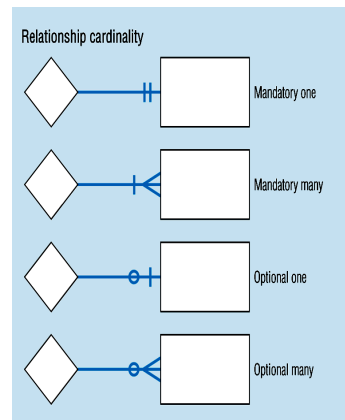 Relationship cardinality
Mandatory one
Mandatory many
Optional one
Optional many